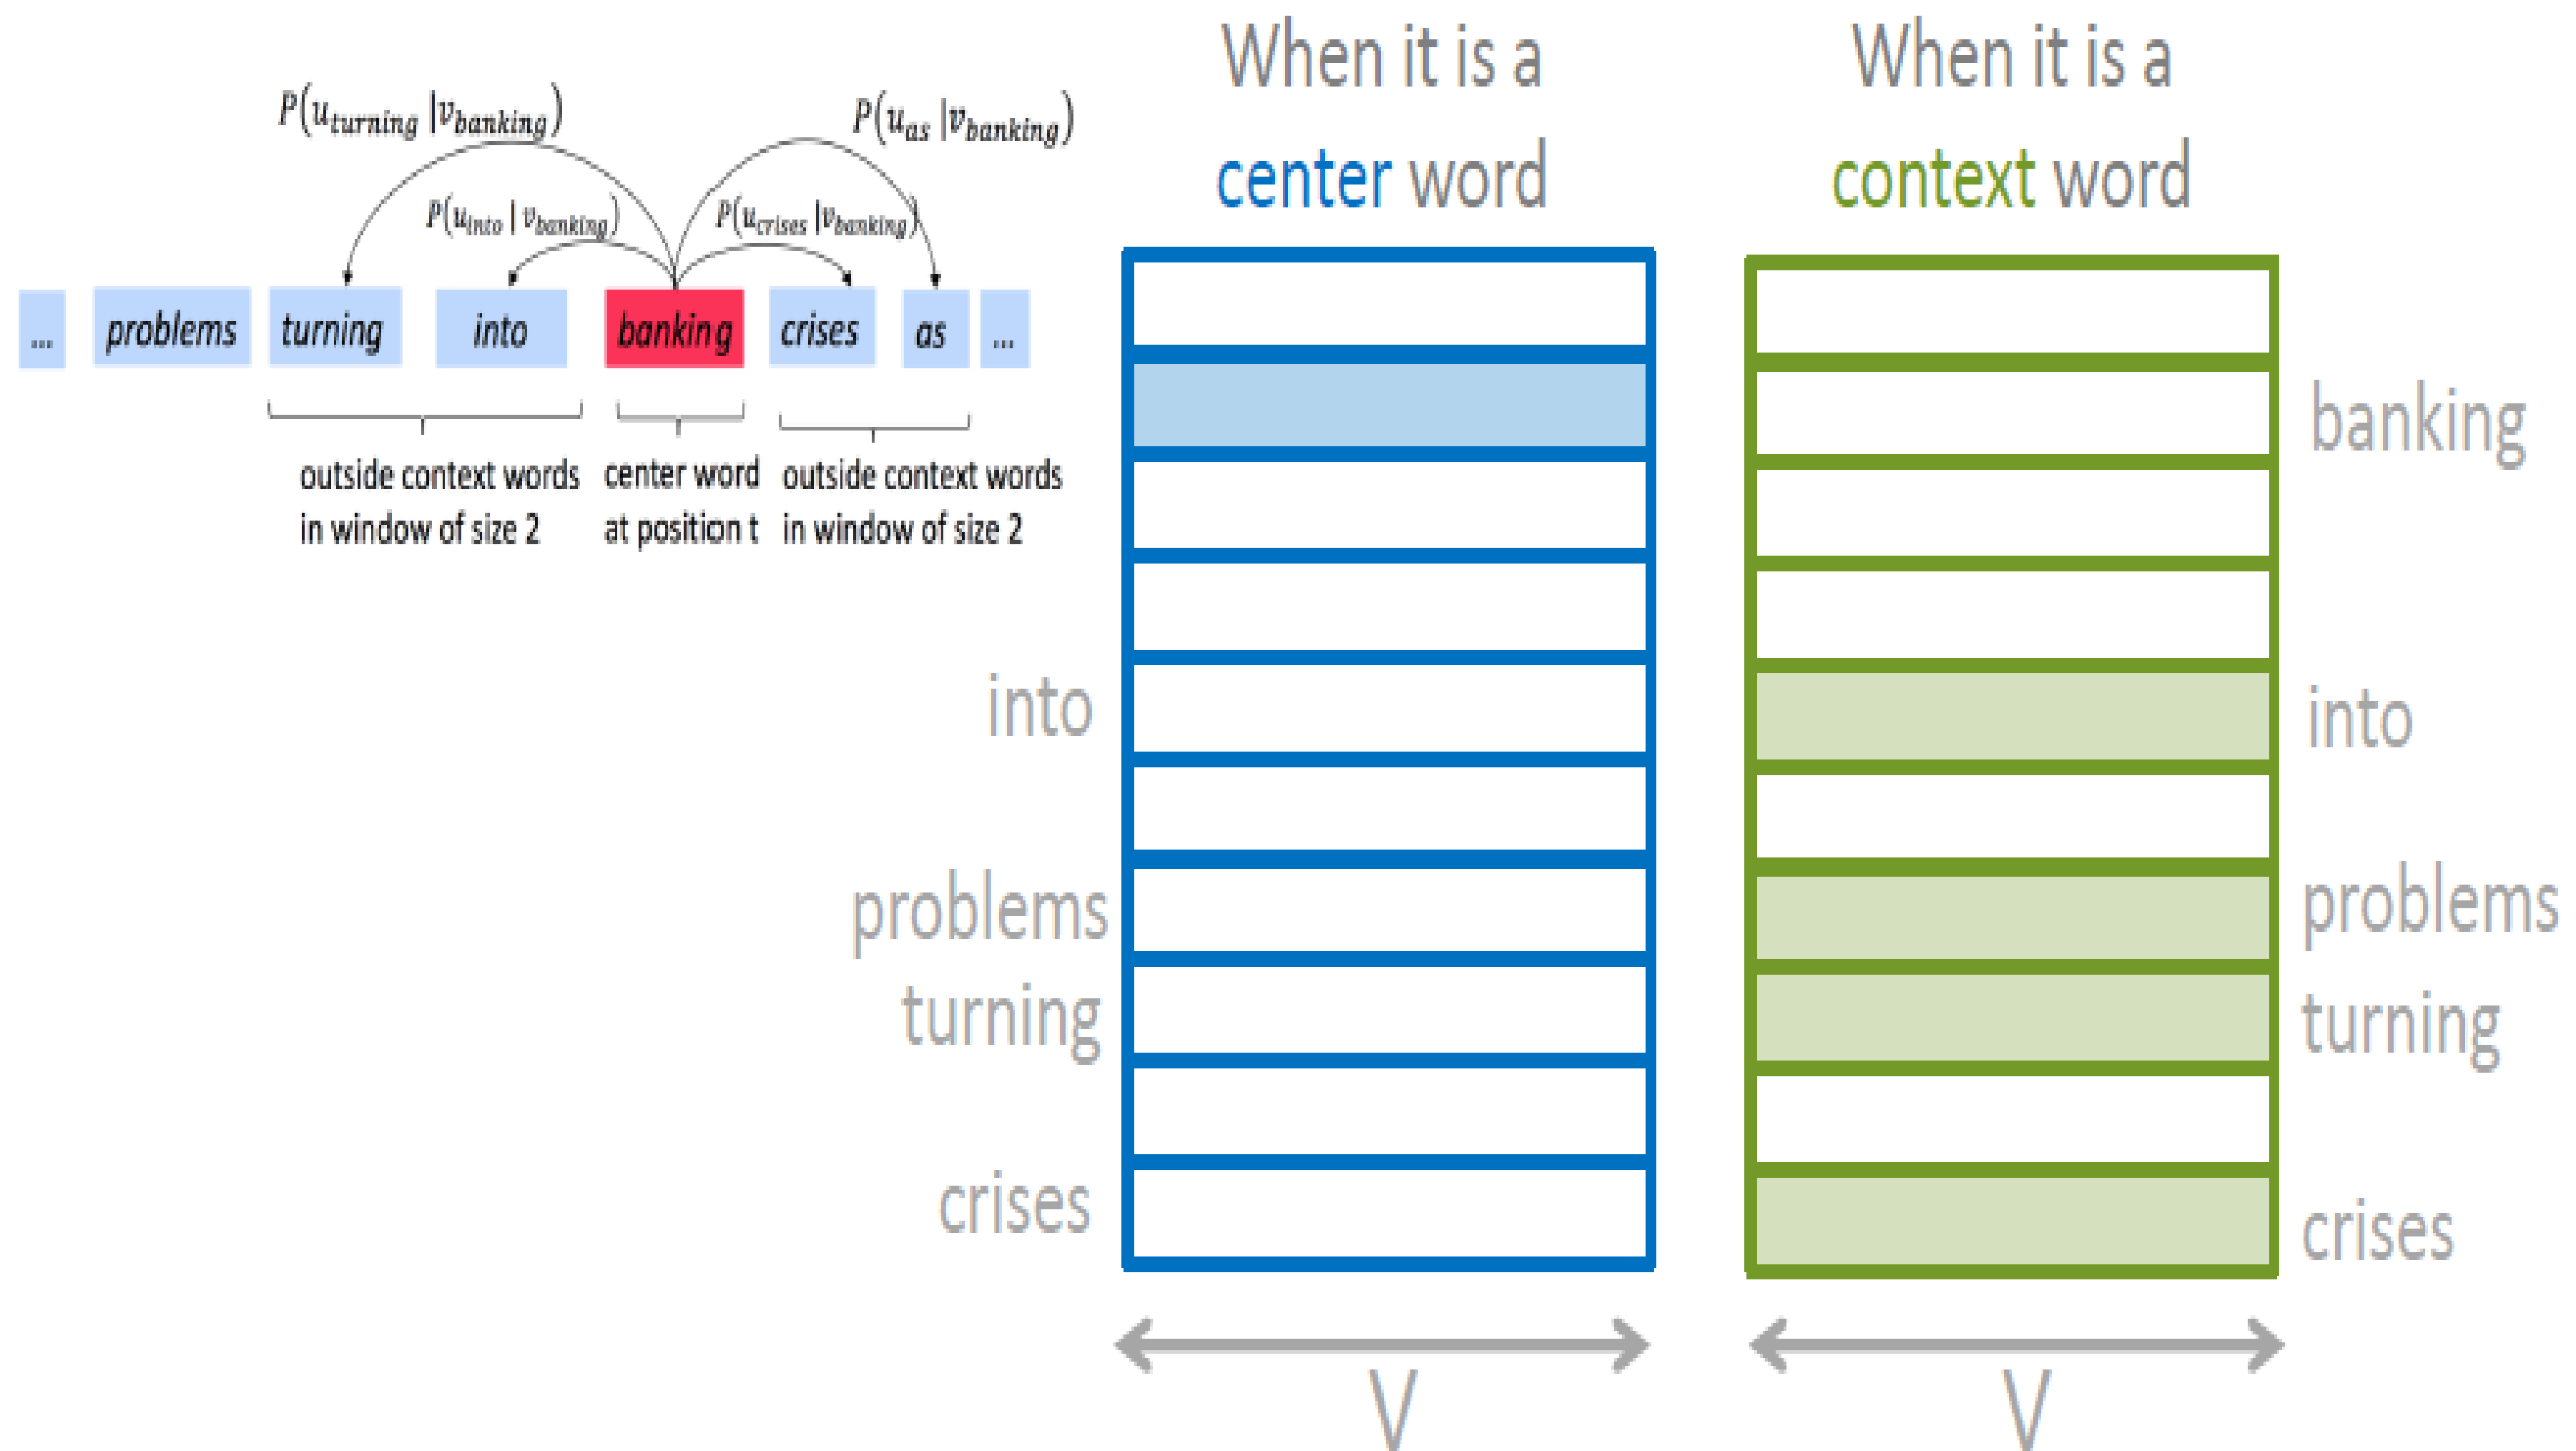 P(u_turning |v_banking)
P(u_as |v_banking)
P(u_into | v_banking)
P(u_crises |v_banking)
... problems turning into banking crises as ...
outside context words
in window of size 2
center word
at position t
outside context words
in window of size 2
When it is a
center word
When it is a
context word
into
problems
turning
crises
banking
into
problems
turning
crises
V
V